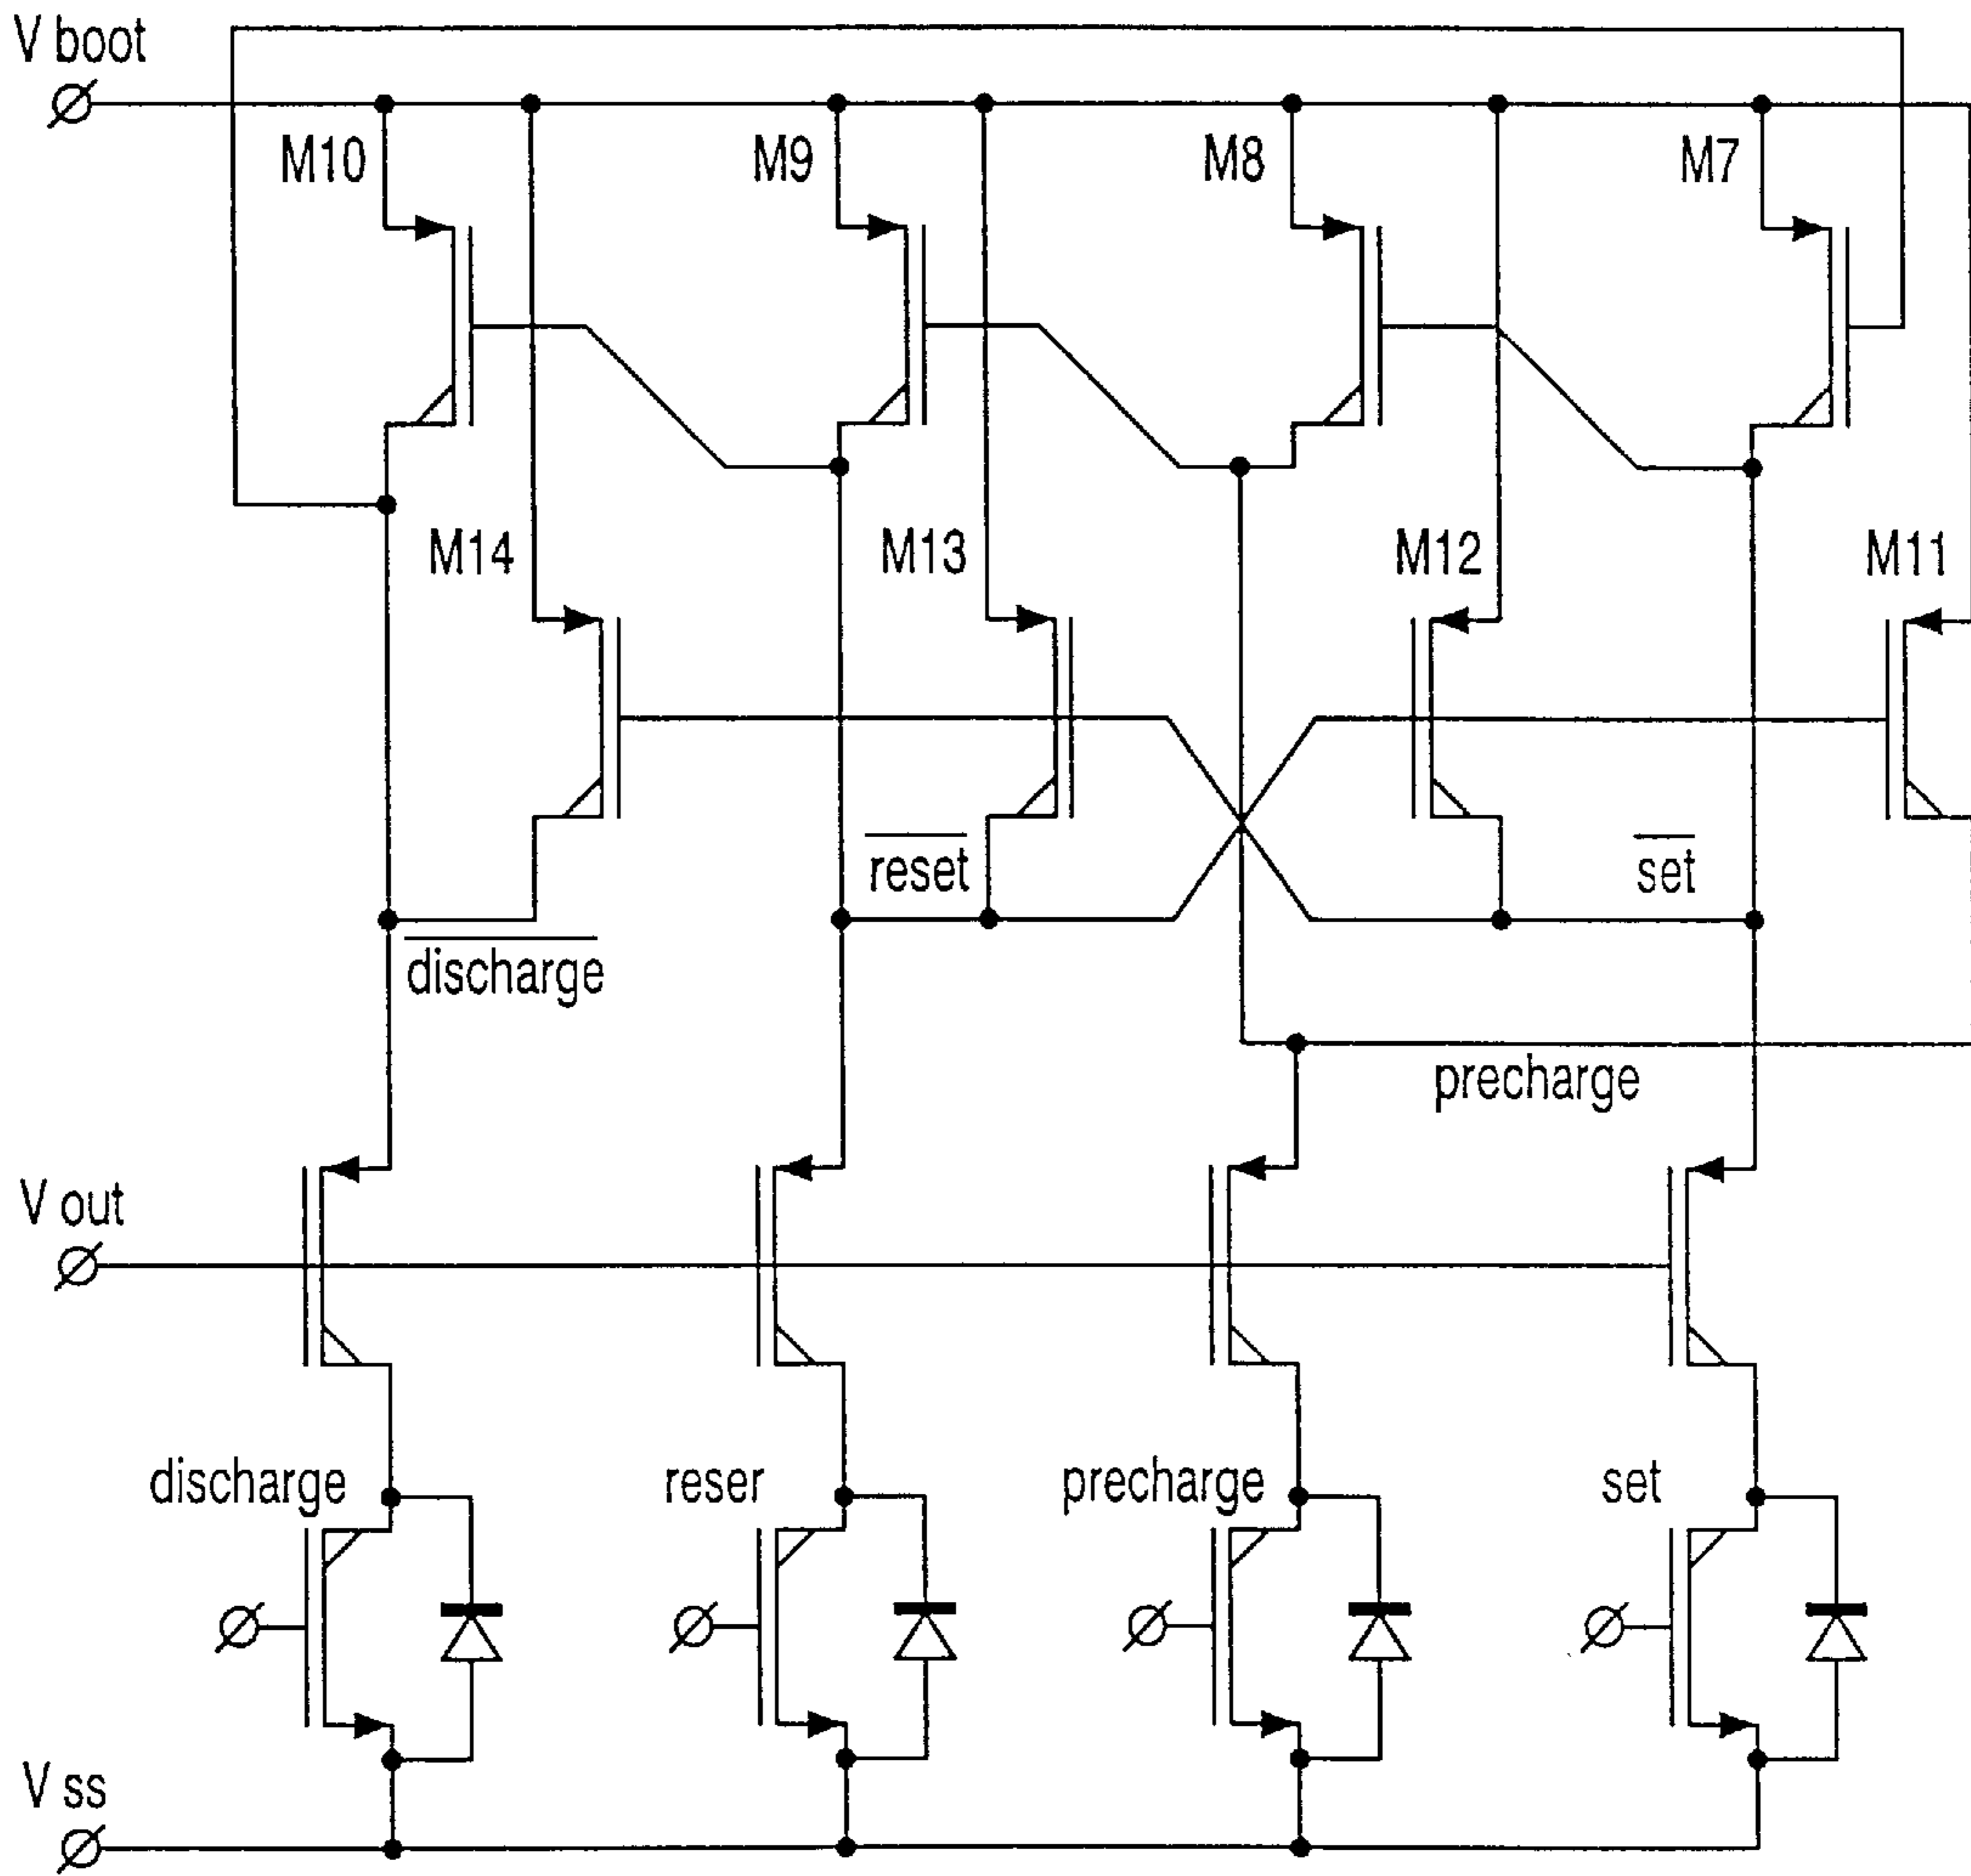 V boot
M10
M9
M8
M7
M14
M13
M12
M11
reset
set
discharge
precharge
V out
discharge
reser
precharge
set
V ss